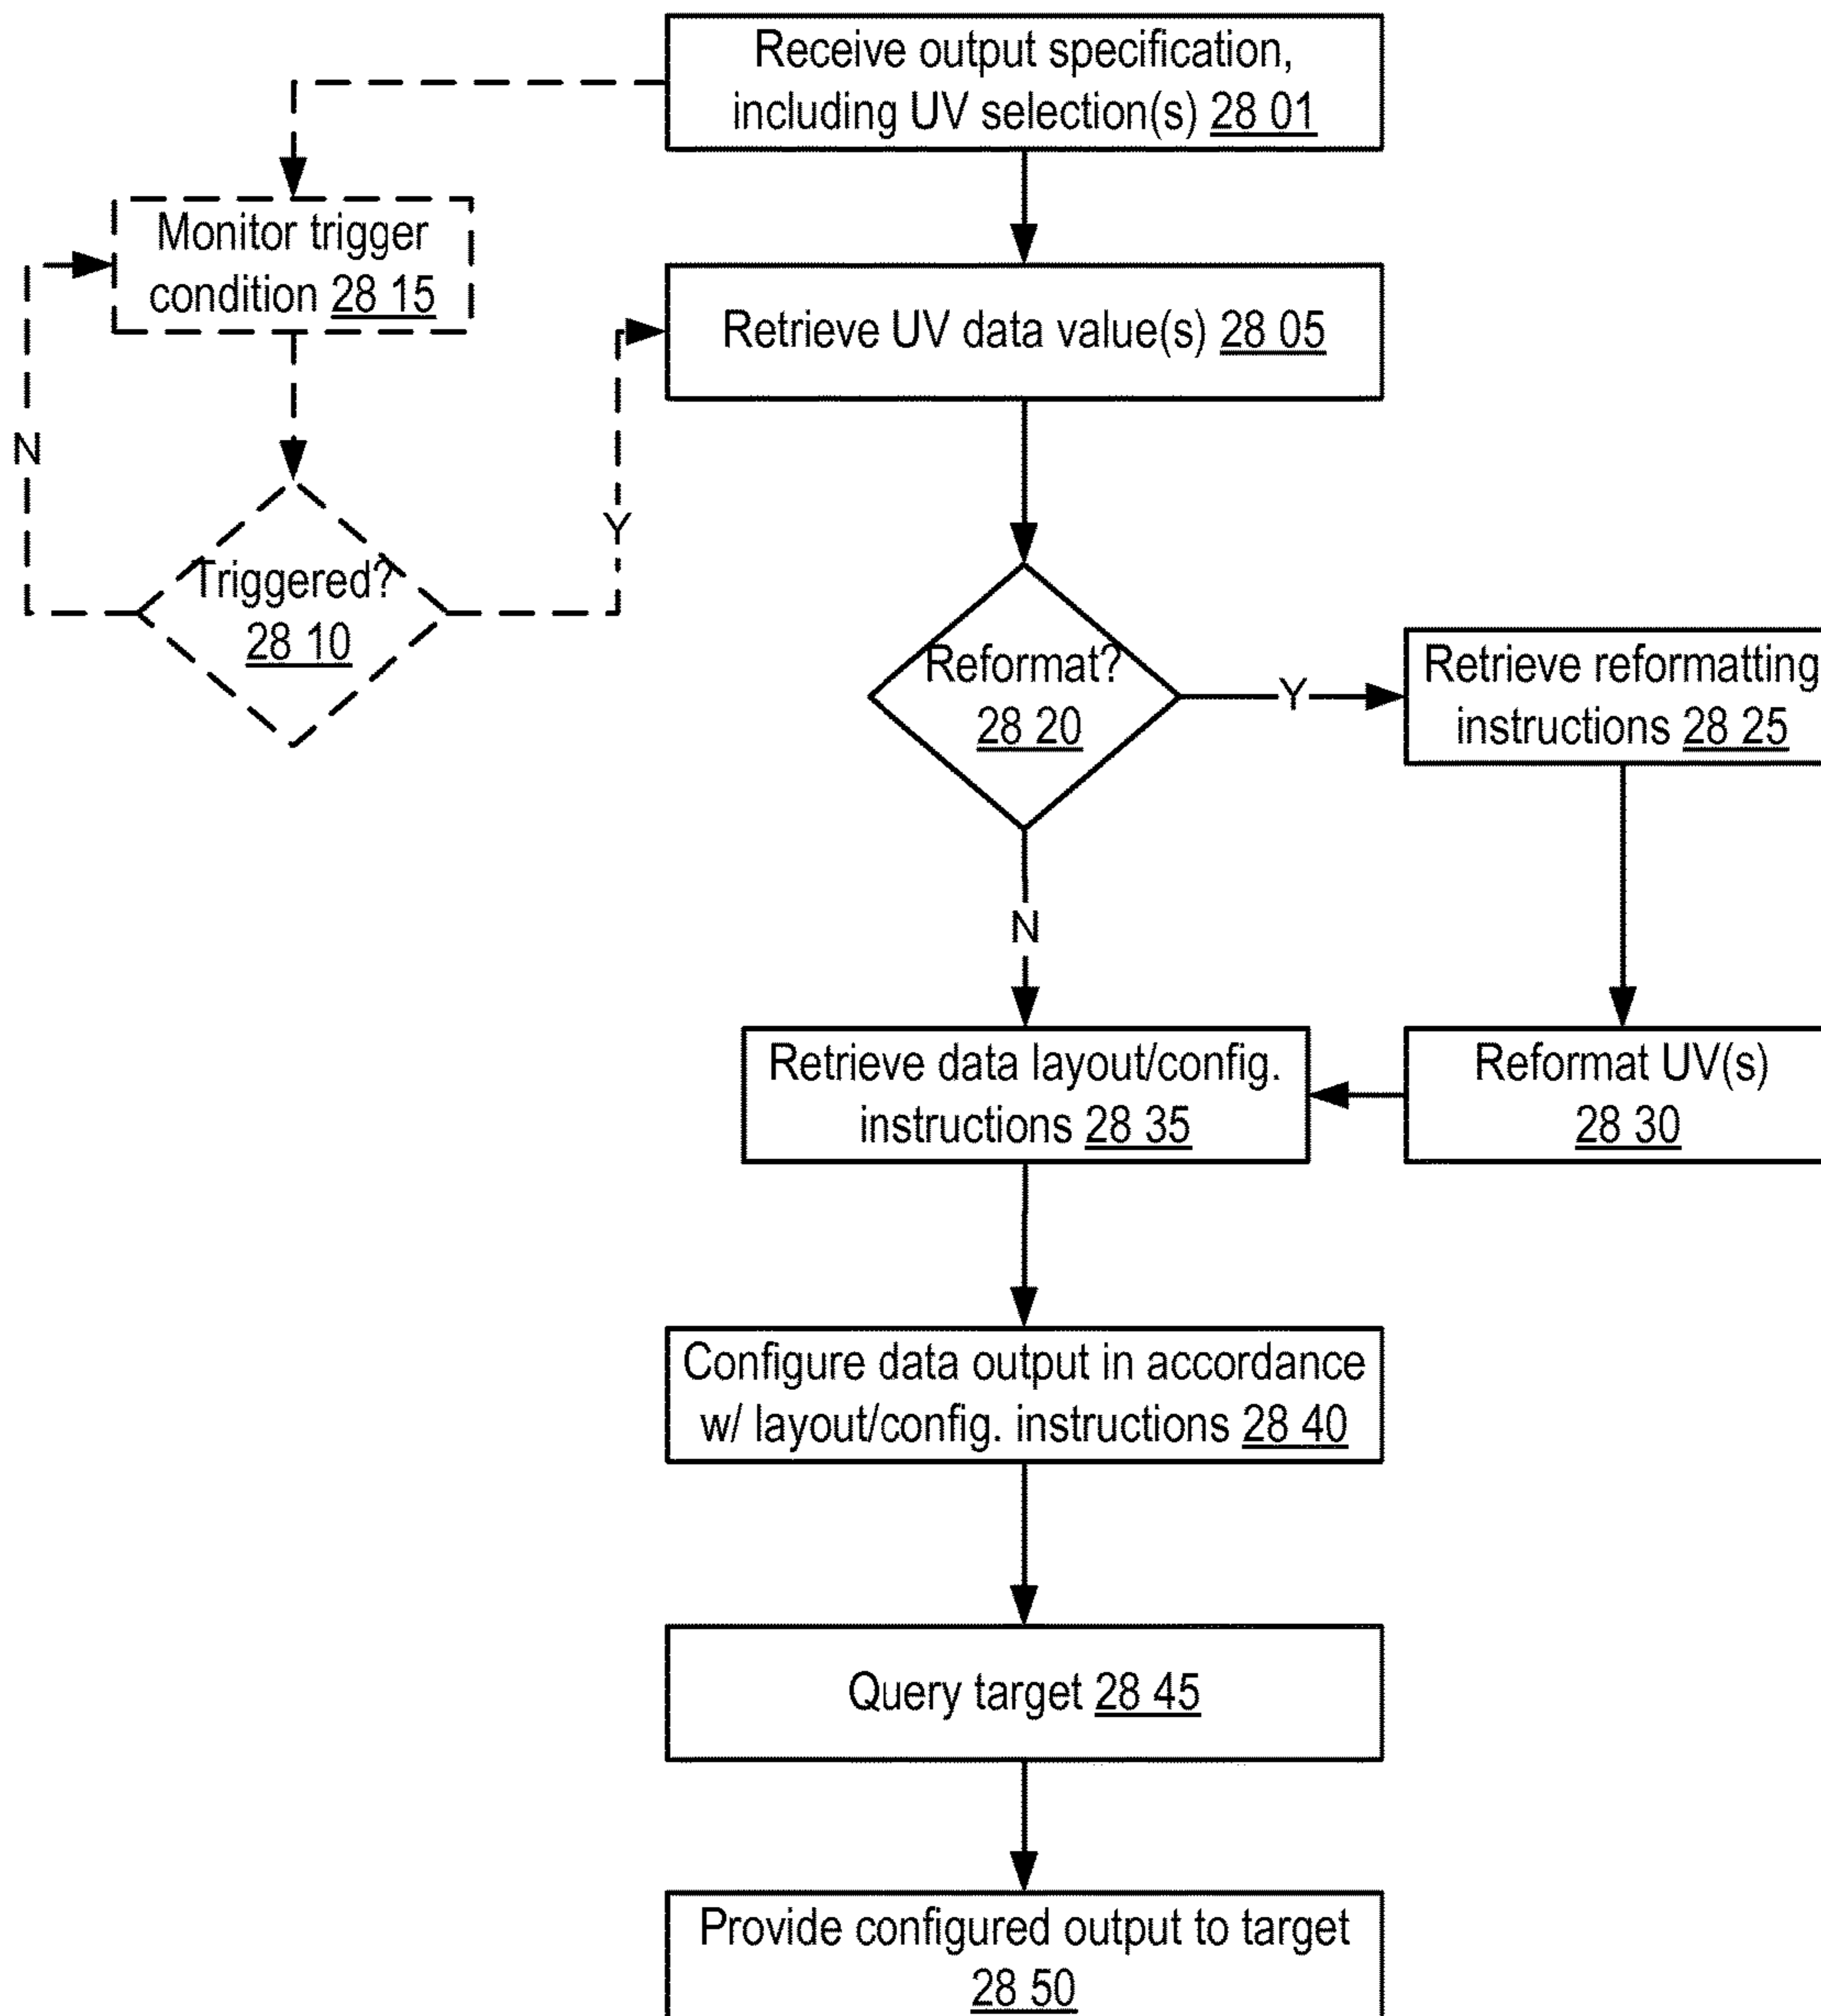 Receive output specification,
including UV selection(s) 28 01
Monitor trigger
condition 28 15
Retrieve UV data value(s) 28 05
N
Y
Triggered?
28 10
Reformat?
28 20
Y
Retrieve reformatting
instructions 28 25
N
Retrieve data layout/config.
instructions 28 35
Reformat UV(s)
28 30
Configure data output in accordance
w/ layout/config. instructions 28 40
Query target 28 45
Provide configured output to target
28 50